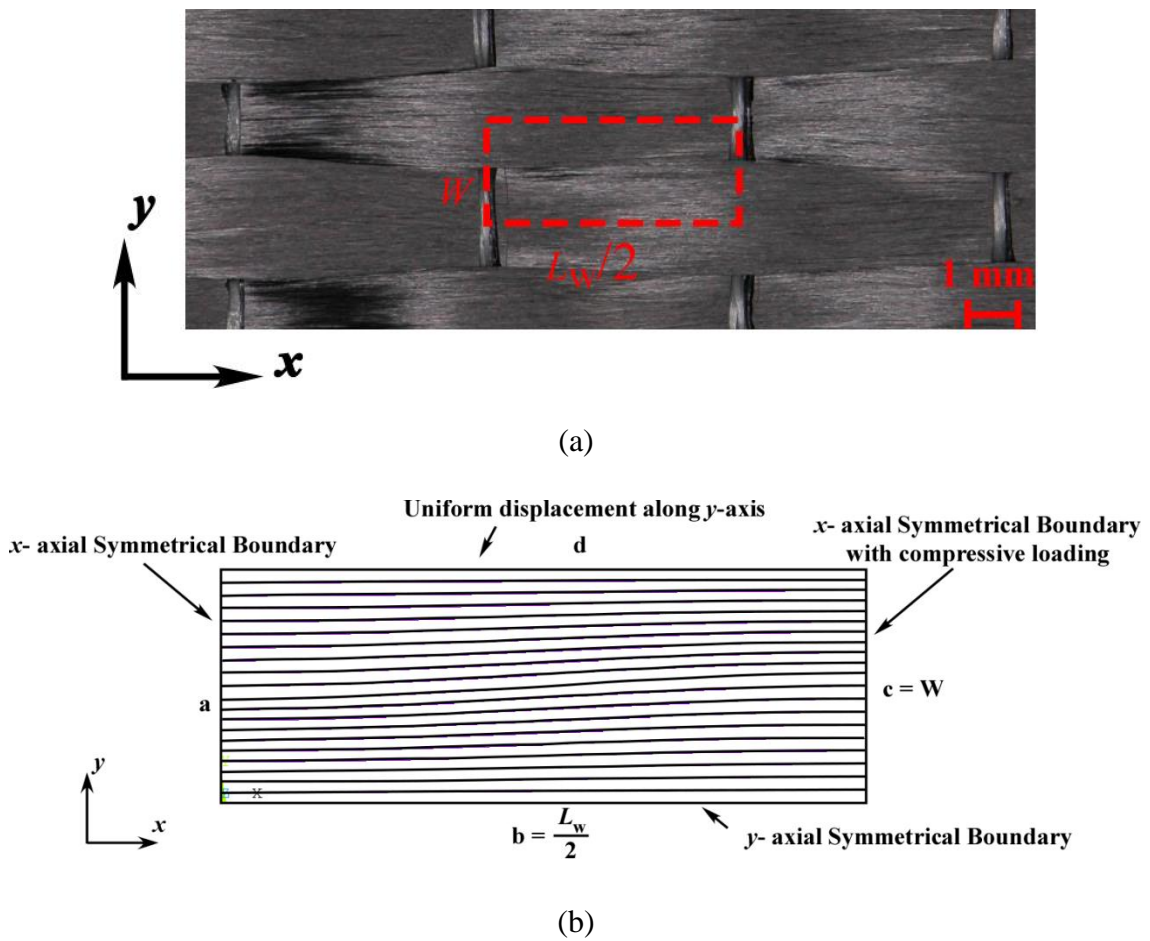 W
y
L_w/2
1 mm
x
(a)
Uniform displacement along y-axis
d
x- axial Symmetrical Boundary
x- axial Symmetrical Boundary
with compressive loading
a
c = W
y
x
x
b = L_w/2
y- axial Symmetrical Boundary
(b)